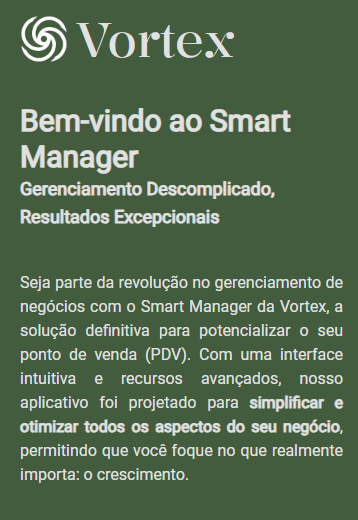 Vortex
Bem-vindo ao Smart
Manager
Gerenciamento Descomplicado,
Resultados Excepcionais
Seja parte da revolução no gerenciamento de
negócios com o Smart Manager da Vortex, a
solução definitiva para potencializar o seu
ponto de venda (PDV). Com uma interface
intuitiva e recursos avançados, nosso
aplicativo foi projetado para simplificar e
otimizar todos os aspectos do seu negócio,
permitindo que você foque no que realmente
importa: o crescimento.